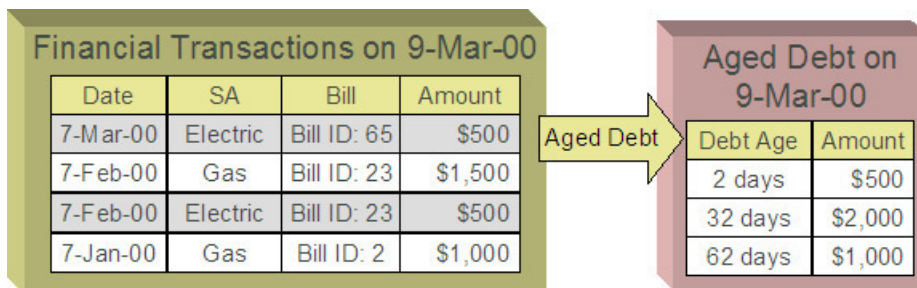 Financial Transactions on 9-Mar-00
Date SA Bill Amount
7-Mar-00 Electric Bill ID: 65 $500
7-Feb-00 Gas Bill ID: 23 $1,500
7-Feb-00 Electric Bill ID: 23 $500
7-Jan-00 Gas Bill ID: 2 $1,000
Aged Debt
Aged Debt on
9-Mar-00
Debt Age Amount
2 days $500
32 days $2,000
62 days $1,000